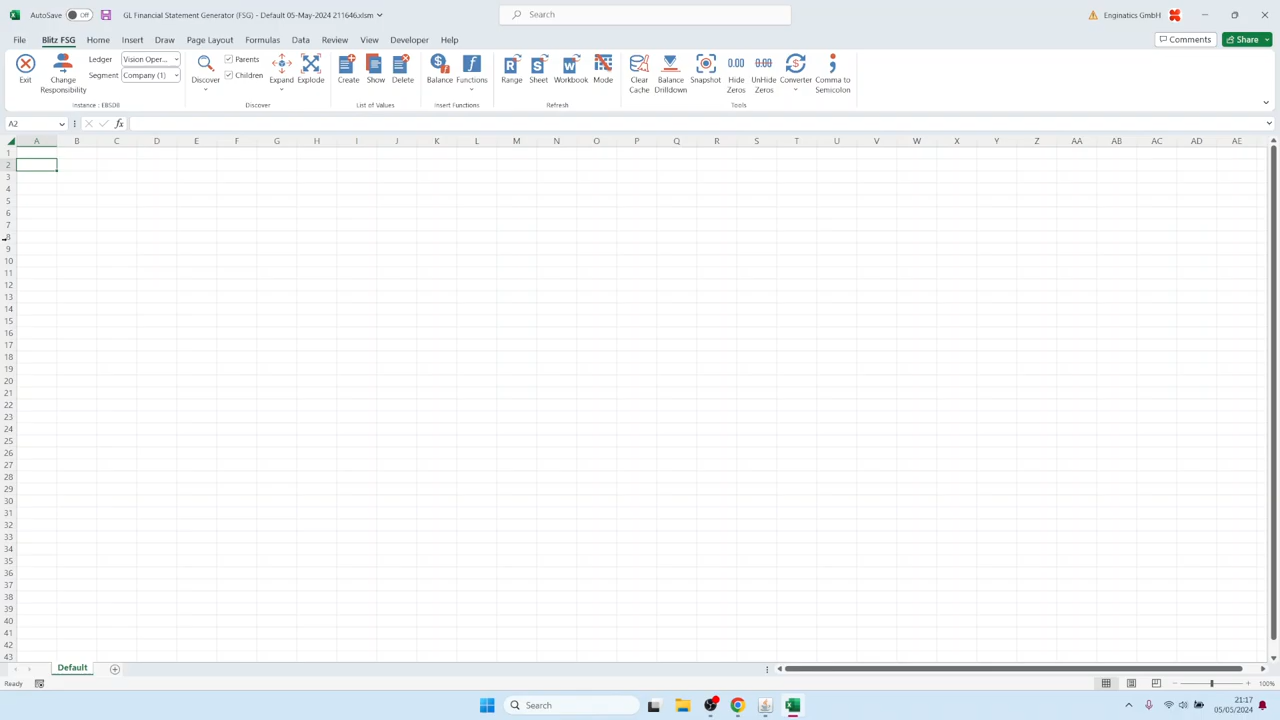 AutoSave Off GL Financial Statement Generator (FSG) - Default 05-May-2024 211646.xlsm Search Enginatics GmbH
File Blitz FSG Home Insert Draw Page Layout Formulas Data Developer Review View Developer Help Comments Share
Exit
Change Responsibility
Ledger Vision Oper...
Segment Company (1)
Instance : EBSDB
Discover
Parents
Children
Expand
Explode
Discover
Create
Show
Delete
List of Values
Balance
Functions
Insert Functions
Range
Sheet
Workbook
Mode
Refresh
Clear Cache
Balance Drilldown
Snapshot
Hide Zeros
UnHide Zeros
Converter
Comma to Semicolon
Tools
A2 fx
A B C D E F G H I J K L M N O P Q R S T U V W X Y Z AA AB AC AD AE
1
2
3
4
5
6
7
8
9
10
11
12
13
14
15
16
17
18
19
20
21
22
23
24
25
26
27
28
29
30
31
32
33
34
35
36
37
38
39
40
41
42
43
Default
Ready 100%
Search 21:17
05/05/2024